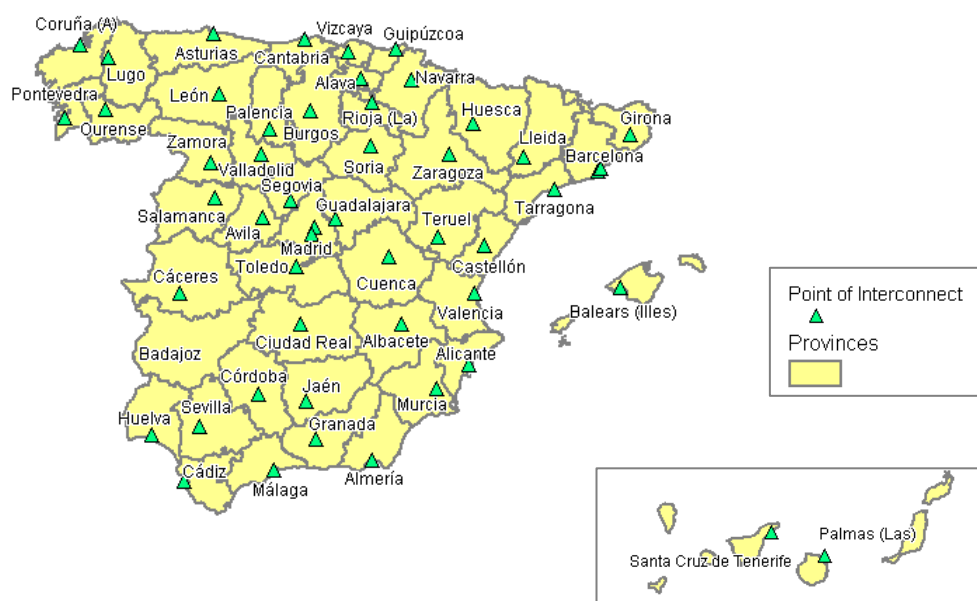 Coruña (A)
Vizcaya
Guipúzcoa
Asturias
Cantabria
Lugo
Alava
Navarra
Pontevedra
León
Palencia
Rioja (La)
Huesca
Girona
Ourense
Burgos
Lleida
Zamora
Valladolid
Soria
Zaragoza
Barcelona
Segovia
Salamanca
Avila
Guadalajara
Teruel
Tarragona
Madrid
Toledo
Castellón
Cáceres
Cuenca
Valencia
Balears (Illes)
Point of Interconnect
Provinces
Badajoz
Ciudad Real
Albacete
Alicante
Córdoba
Jaén
Murcia
Huelva
Sevilla
Granada
Cádiz
Málaga
Almería
Palmas (Las)
Santa Cruz de Tenerife